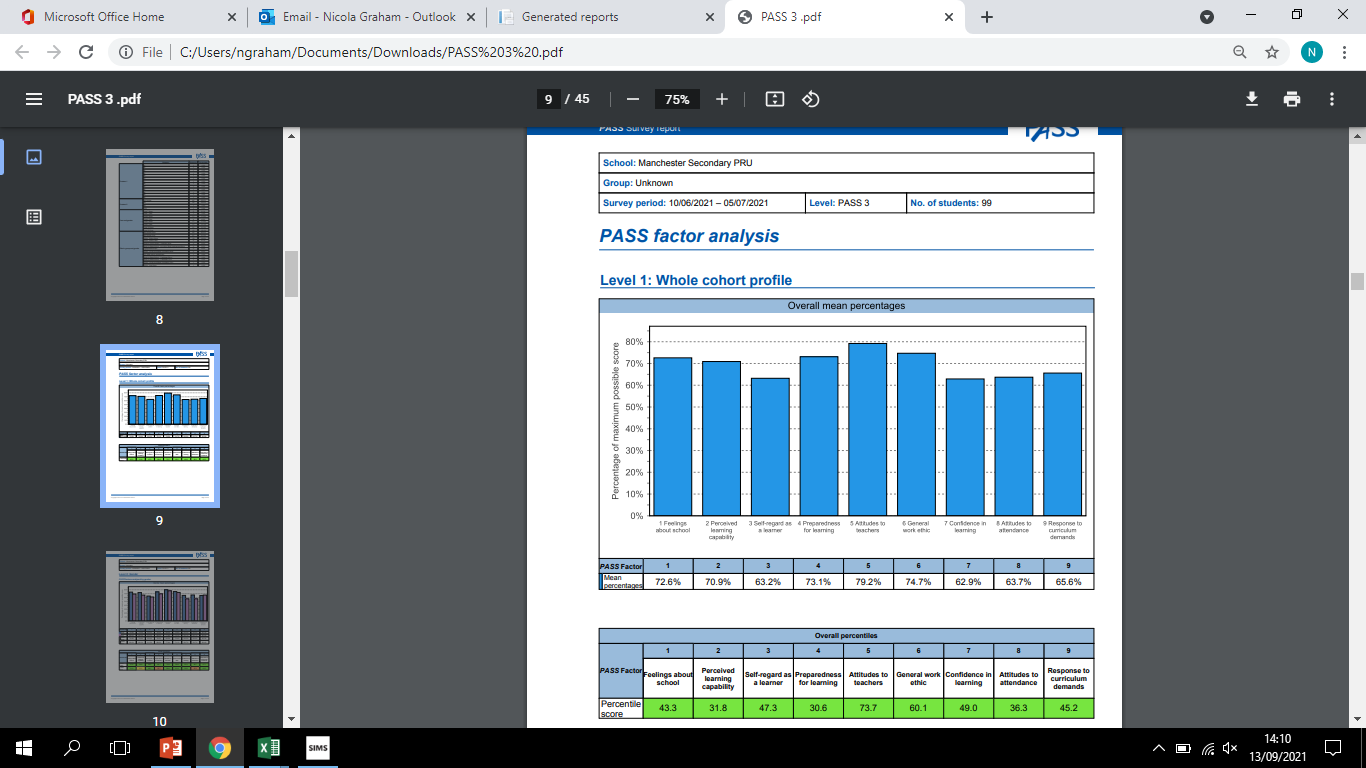 Microsoft Office Home
Email - Nicola Graham - Outlook
Generated reports
PASS 3 .pdf
File
C:/Users/ngraham/Documents/Downloads/PASS%203%20.pdf
N
PASS 3 .pdf
9 / 45
75%
8
9
10
PASS Survey report
PASS
School: Manchester Secondary PRU
Group: Unknown
Survey period: 10/06/2021 – 05/07/2021
Level: PASS 3
No. of students: 99
PASS factor analysis
Level 1: Whole cohort profile
Overall mean percentages
Percentage of maximum possible score
80%
70%
60%
50%
40%
30%
20%
10%
0%
1 Feelings about school
2 Perceived learning capability
3 Self-regard as a learner
4 Preparedness for learning
5 Attitudes to teachers
6 General work ethic
7 Confidence in learning
8 Attitudes to attendance
9 Response to curriculum demands
PASS Factor 1 2 3 4 5 6 7 8 9
Mean percentages 72.6% 70.9% 63.2% 73.1% 79.2% 74.7% 62.9% 63.7% 65.6%
Overall percentiles
1 2 3 4 5 6 7 8 9
PASS Factor
Feelings about school
Perceived learning capability
Self-regard as a learner
Preparedness for learning
Attitudes to teachers
General work ethic
Confidence in learning
Attitudes to attendance
Response to curriculum demands
Percentile score 43.3 31.8 47.3 30.6 73.7 60.1 49.0 36.3 45.2
SIMS
14:10
13/09/2021